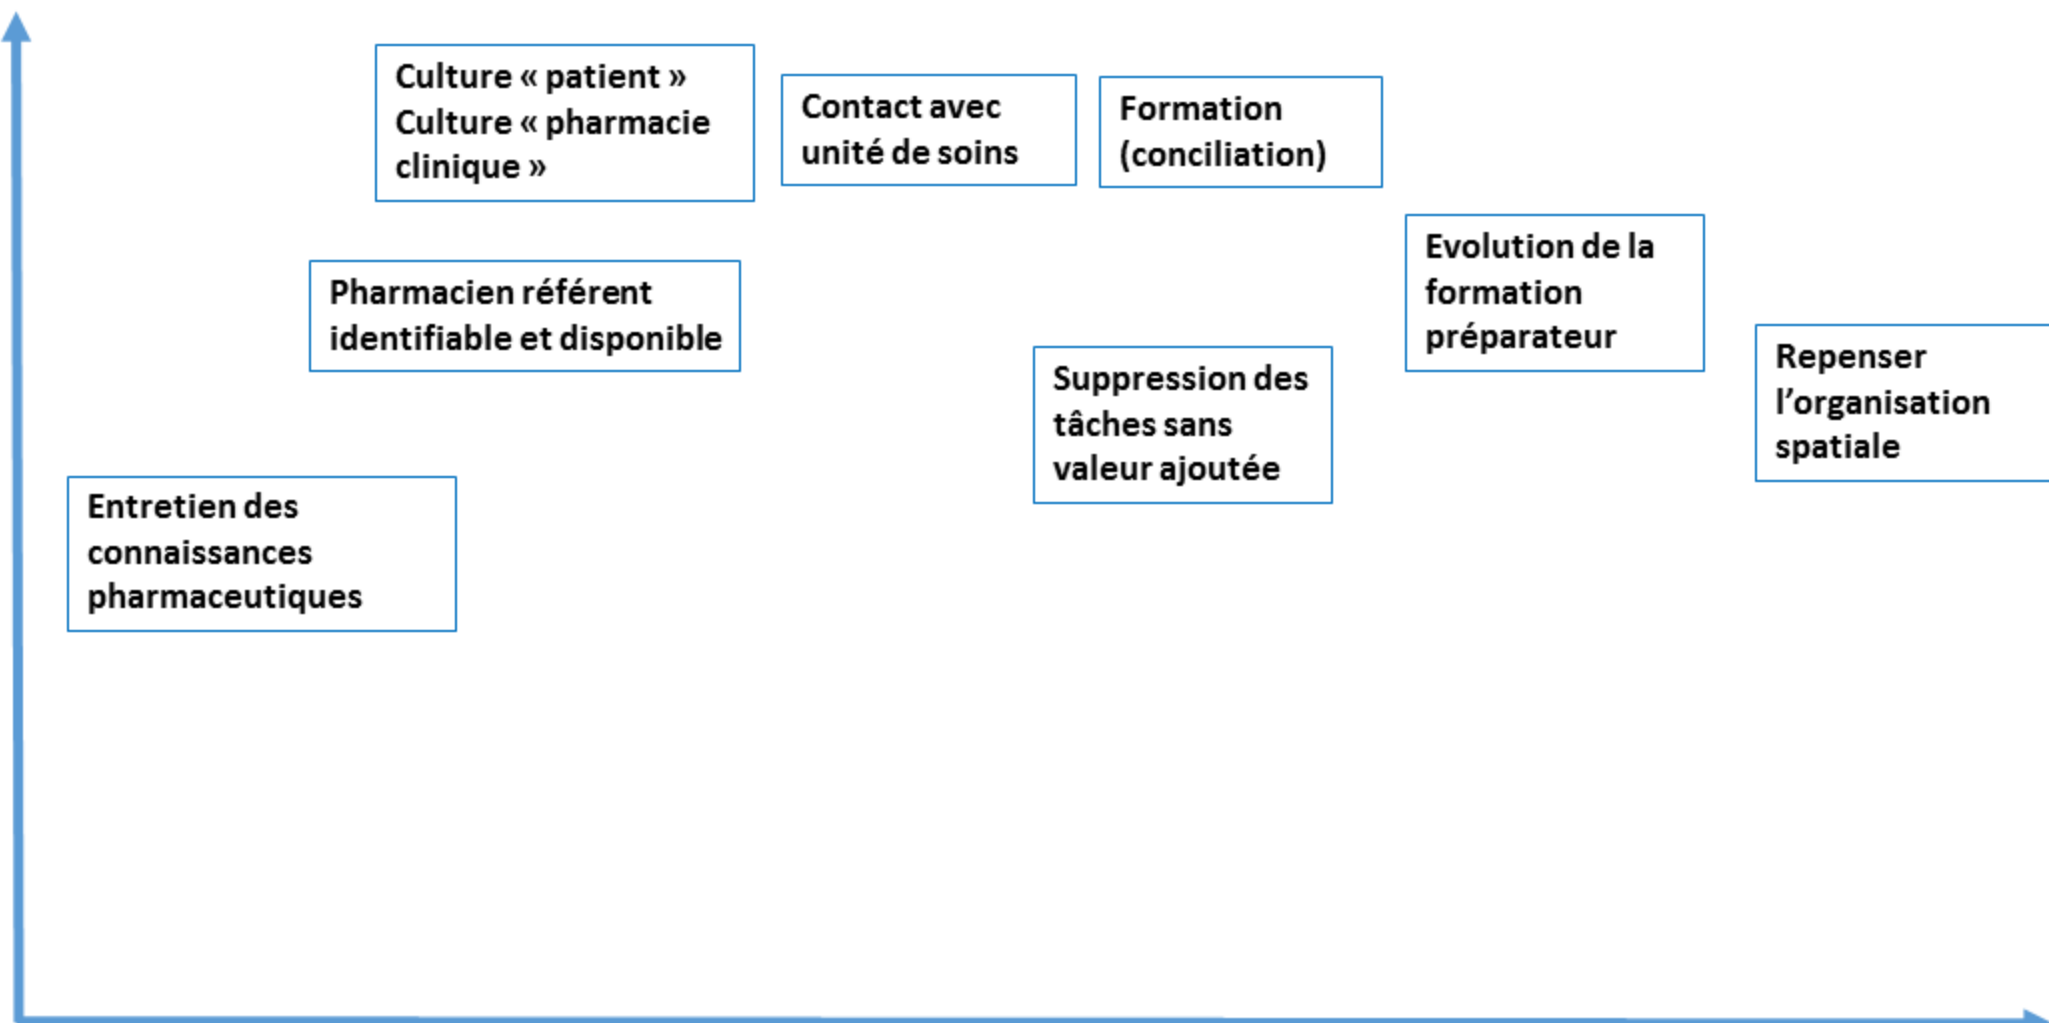 Culture « patient »
Culture « pharmacie
clinique »
Contact avec
unité de soins
Formation
(conciliation)
Evolution de la
formation
préparateur
Pharmacien référent
identifiable et disponible
Repenser
l’organisation
spatiale
Suppression des
tâches sans
valeur ajoutée
Entretien des
connaissances
pharmaceutiques